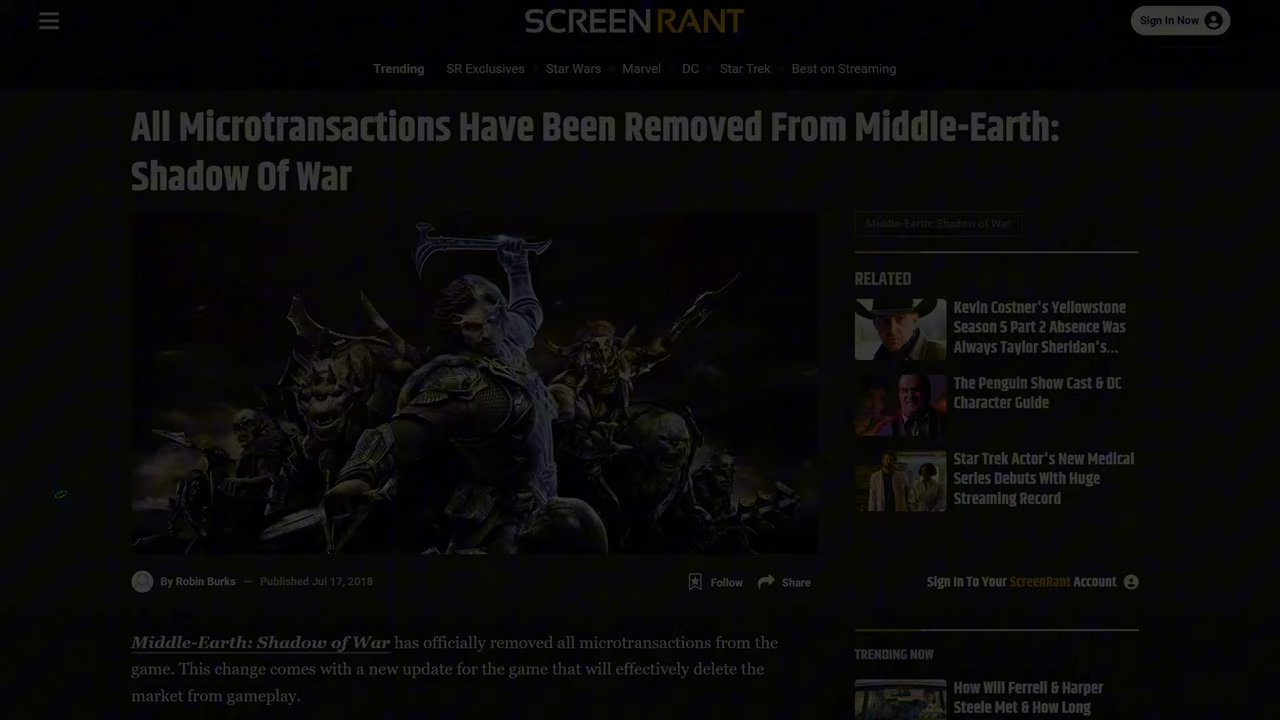 SCREENRANT
Sign In Now
Trending SR Exclusives Star Wars Marvel DC Star Trek Best on Streaming
All Microtransactions Have Been Removed From Middle-Earth:
Shadow Of War
Middle-Earth: Shadow of War
RELATED
Kevin Costner's Yellowstone
Season 5 Part 2 Absence Was
Always Taylor Sheridan's...
The Penguin Show Cast & DC
Character Guide
Star Trek Actor's New Medical
Series Debuts With Huge
Streaming Record
By Robin Burks — Published Jul 17, 2018
Follow Share
Sign In To Your ScreenRant Account
Middle-Earth: Shadow of War has officially removed all microtransactions from the
game. This change comes with a new update for the game that will effectively delete the
market from gameplay.
TRENDING NOW
How Will Ferrell & Harper
Steele Met & How Long